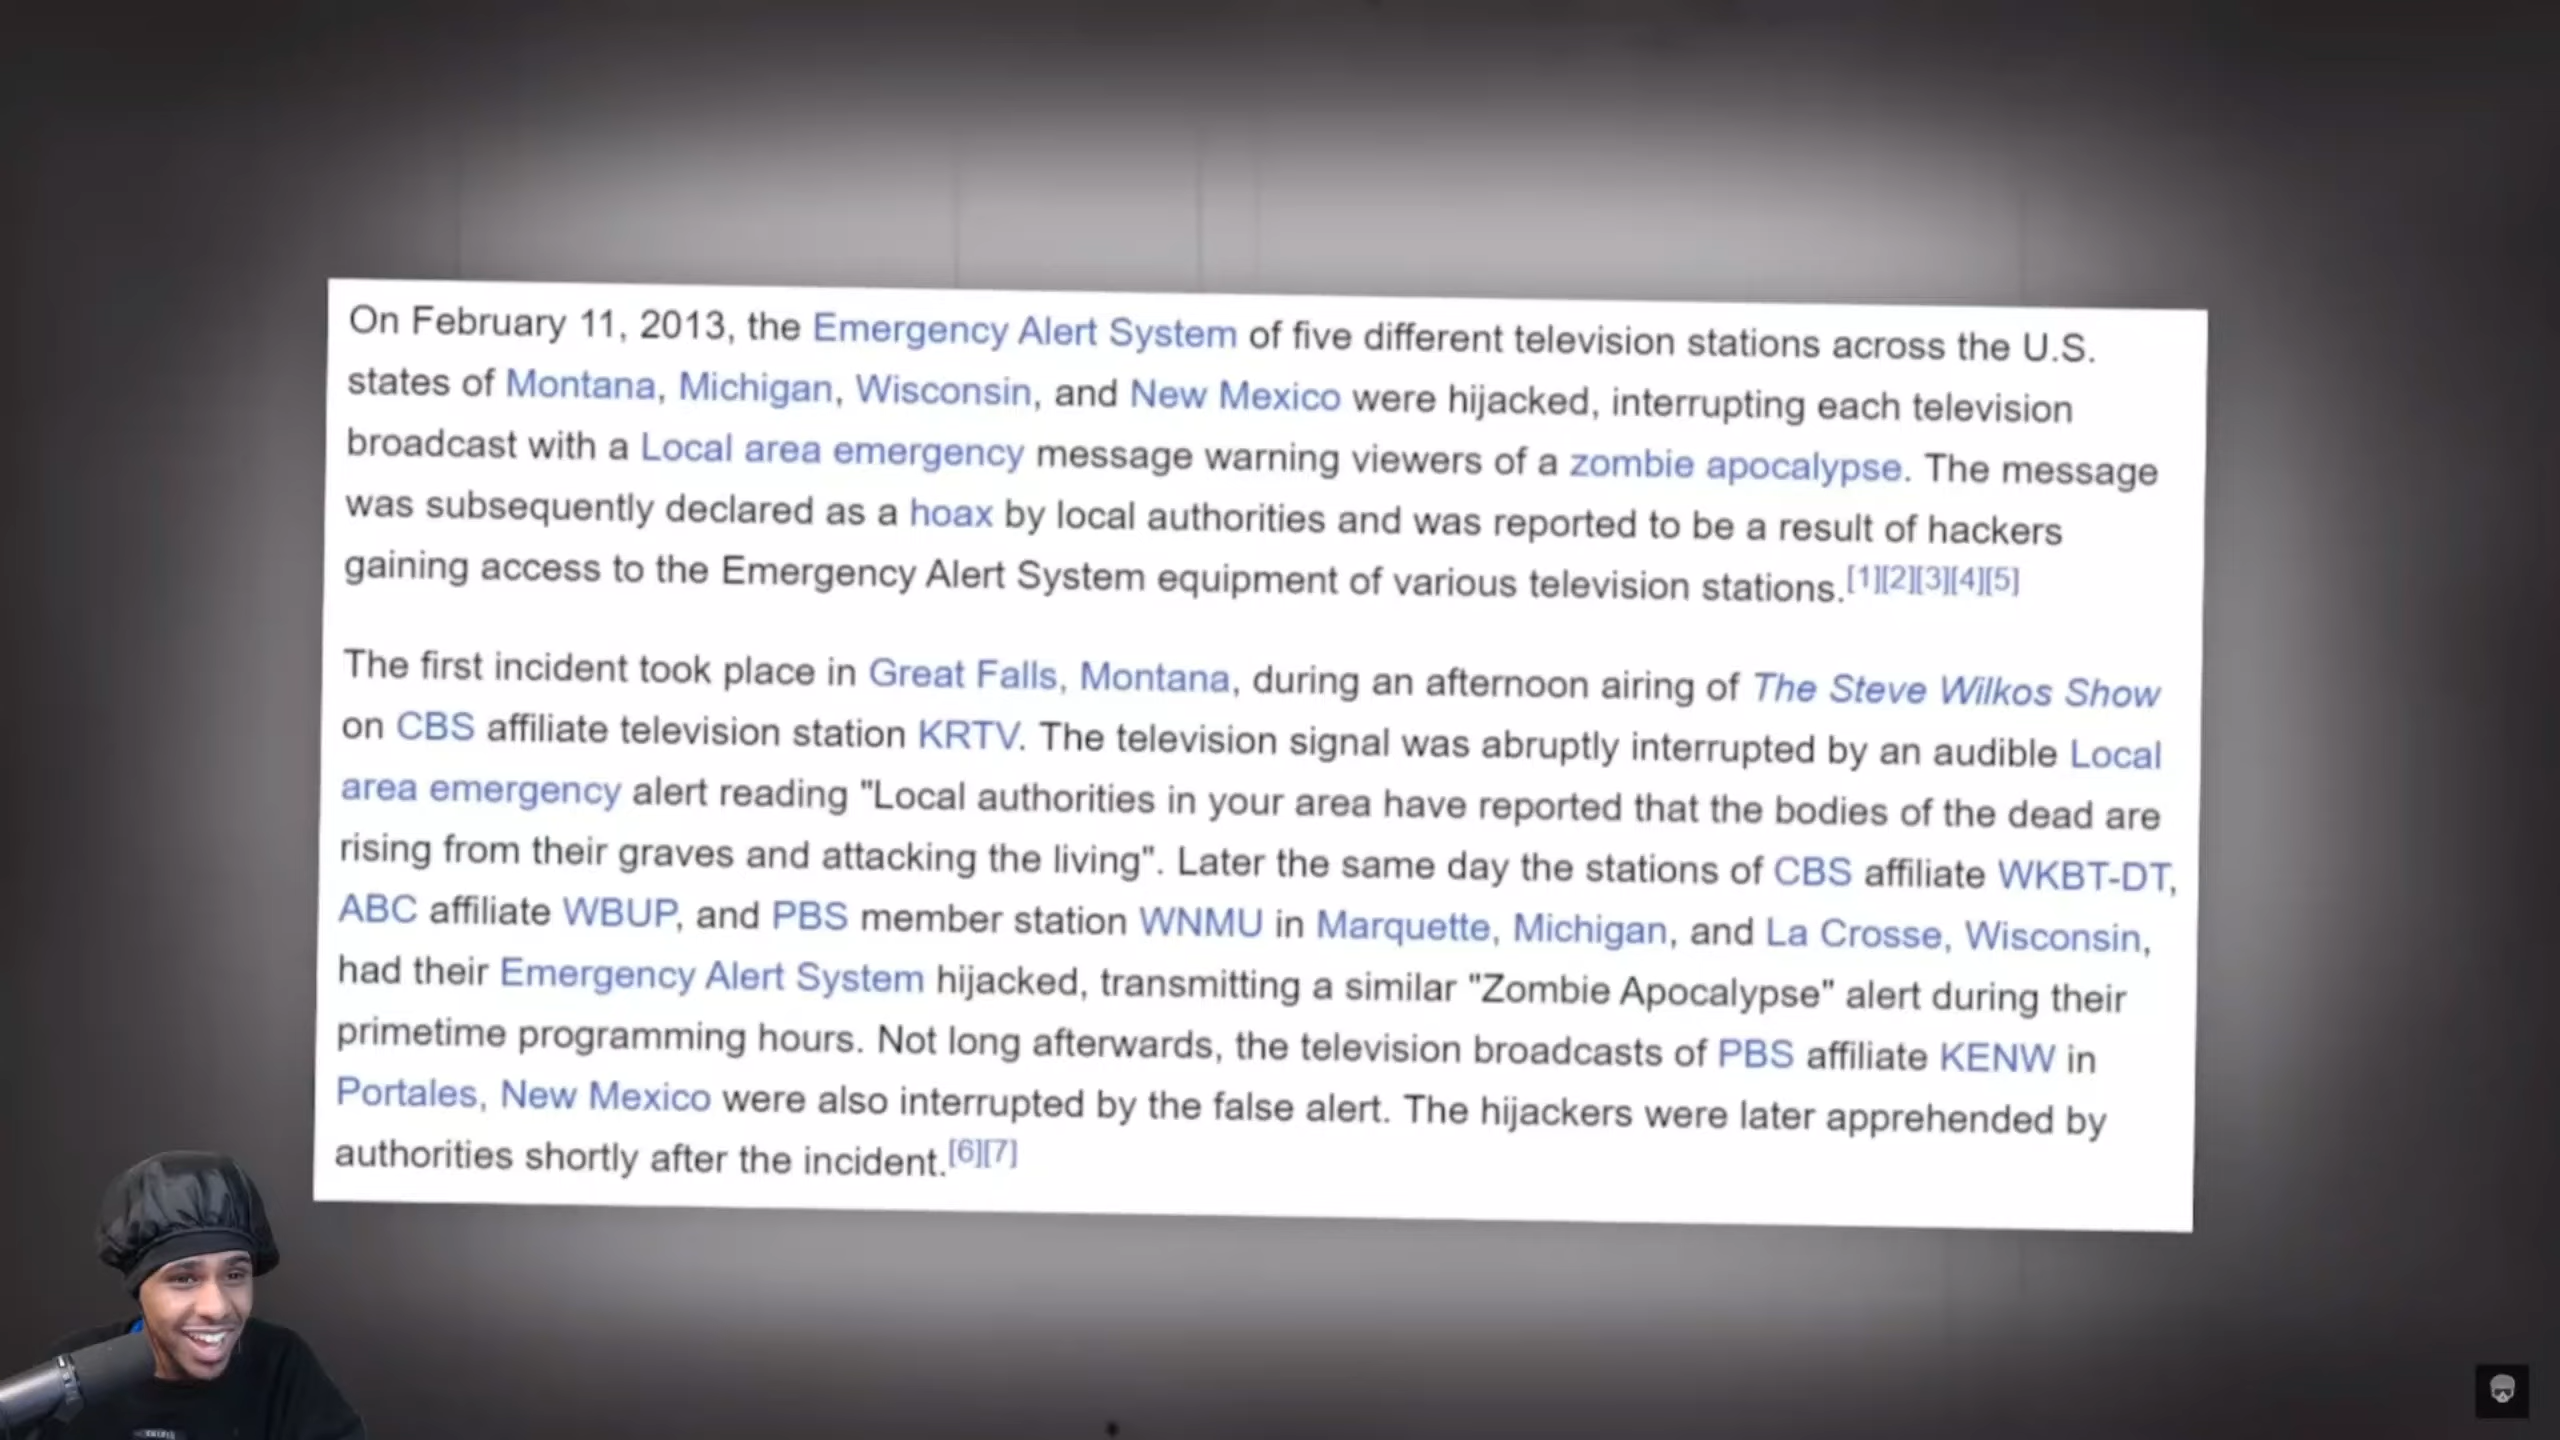 On February 11, 2013, the Emergency Alert System of five different television stations across the U.S.
states of Montana, Michigan, Wisconsin, and New Mexico were hijacked, interrupting each television
broadcast with a Local area emergency message warning viewers of a zombie apocalypse. The message
was subsequently declared as a hoax by local authorities and was reported to be a result of hackers
gaining access to the Emergency Alert System equipment of various television stations.[1][2][3][4][5]
The first incident took place in Great Falls, Montana, during an afternoon airing of The Steve Wilkos Show
on CBS affiliate television station KRTV. The television signal was abruptly interrupted by an audible Local
area emergency alert reading "Local authorities in your area have reported that the bodies of the dead are
rising from their graves and attacking the living". Later the same day the stations of CBS affiliate WKBT-DT,
ABC affiliate WBUP, and PBS member station WNMU in Marquette, Michigan, and La Crosse, Wisconsin,
had their Emergency Alert System hijacked, transmitting a similar "Zombie Apocalypse" alert during their
primetime programming hours. Not long afterwards, the television broadcasts of PBS affiliate KENW in
Portales, New Mexico were also interrupted by the false alert. The hijackers were later apprehended by
authorities shortly after the incident.[6][7]